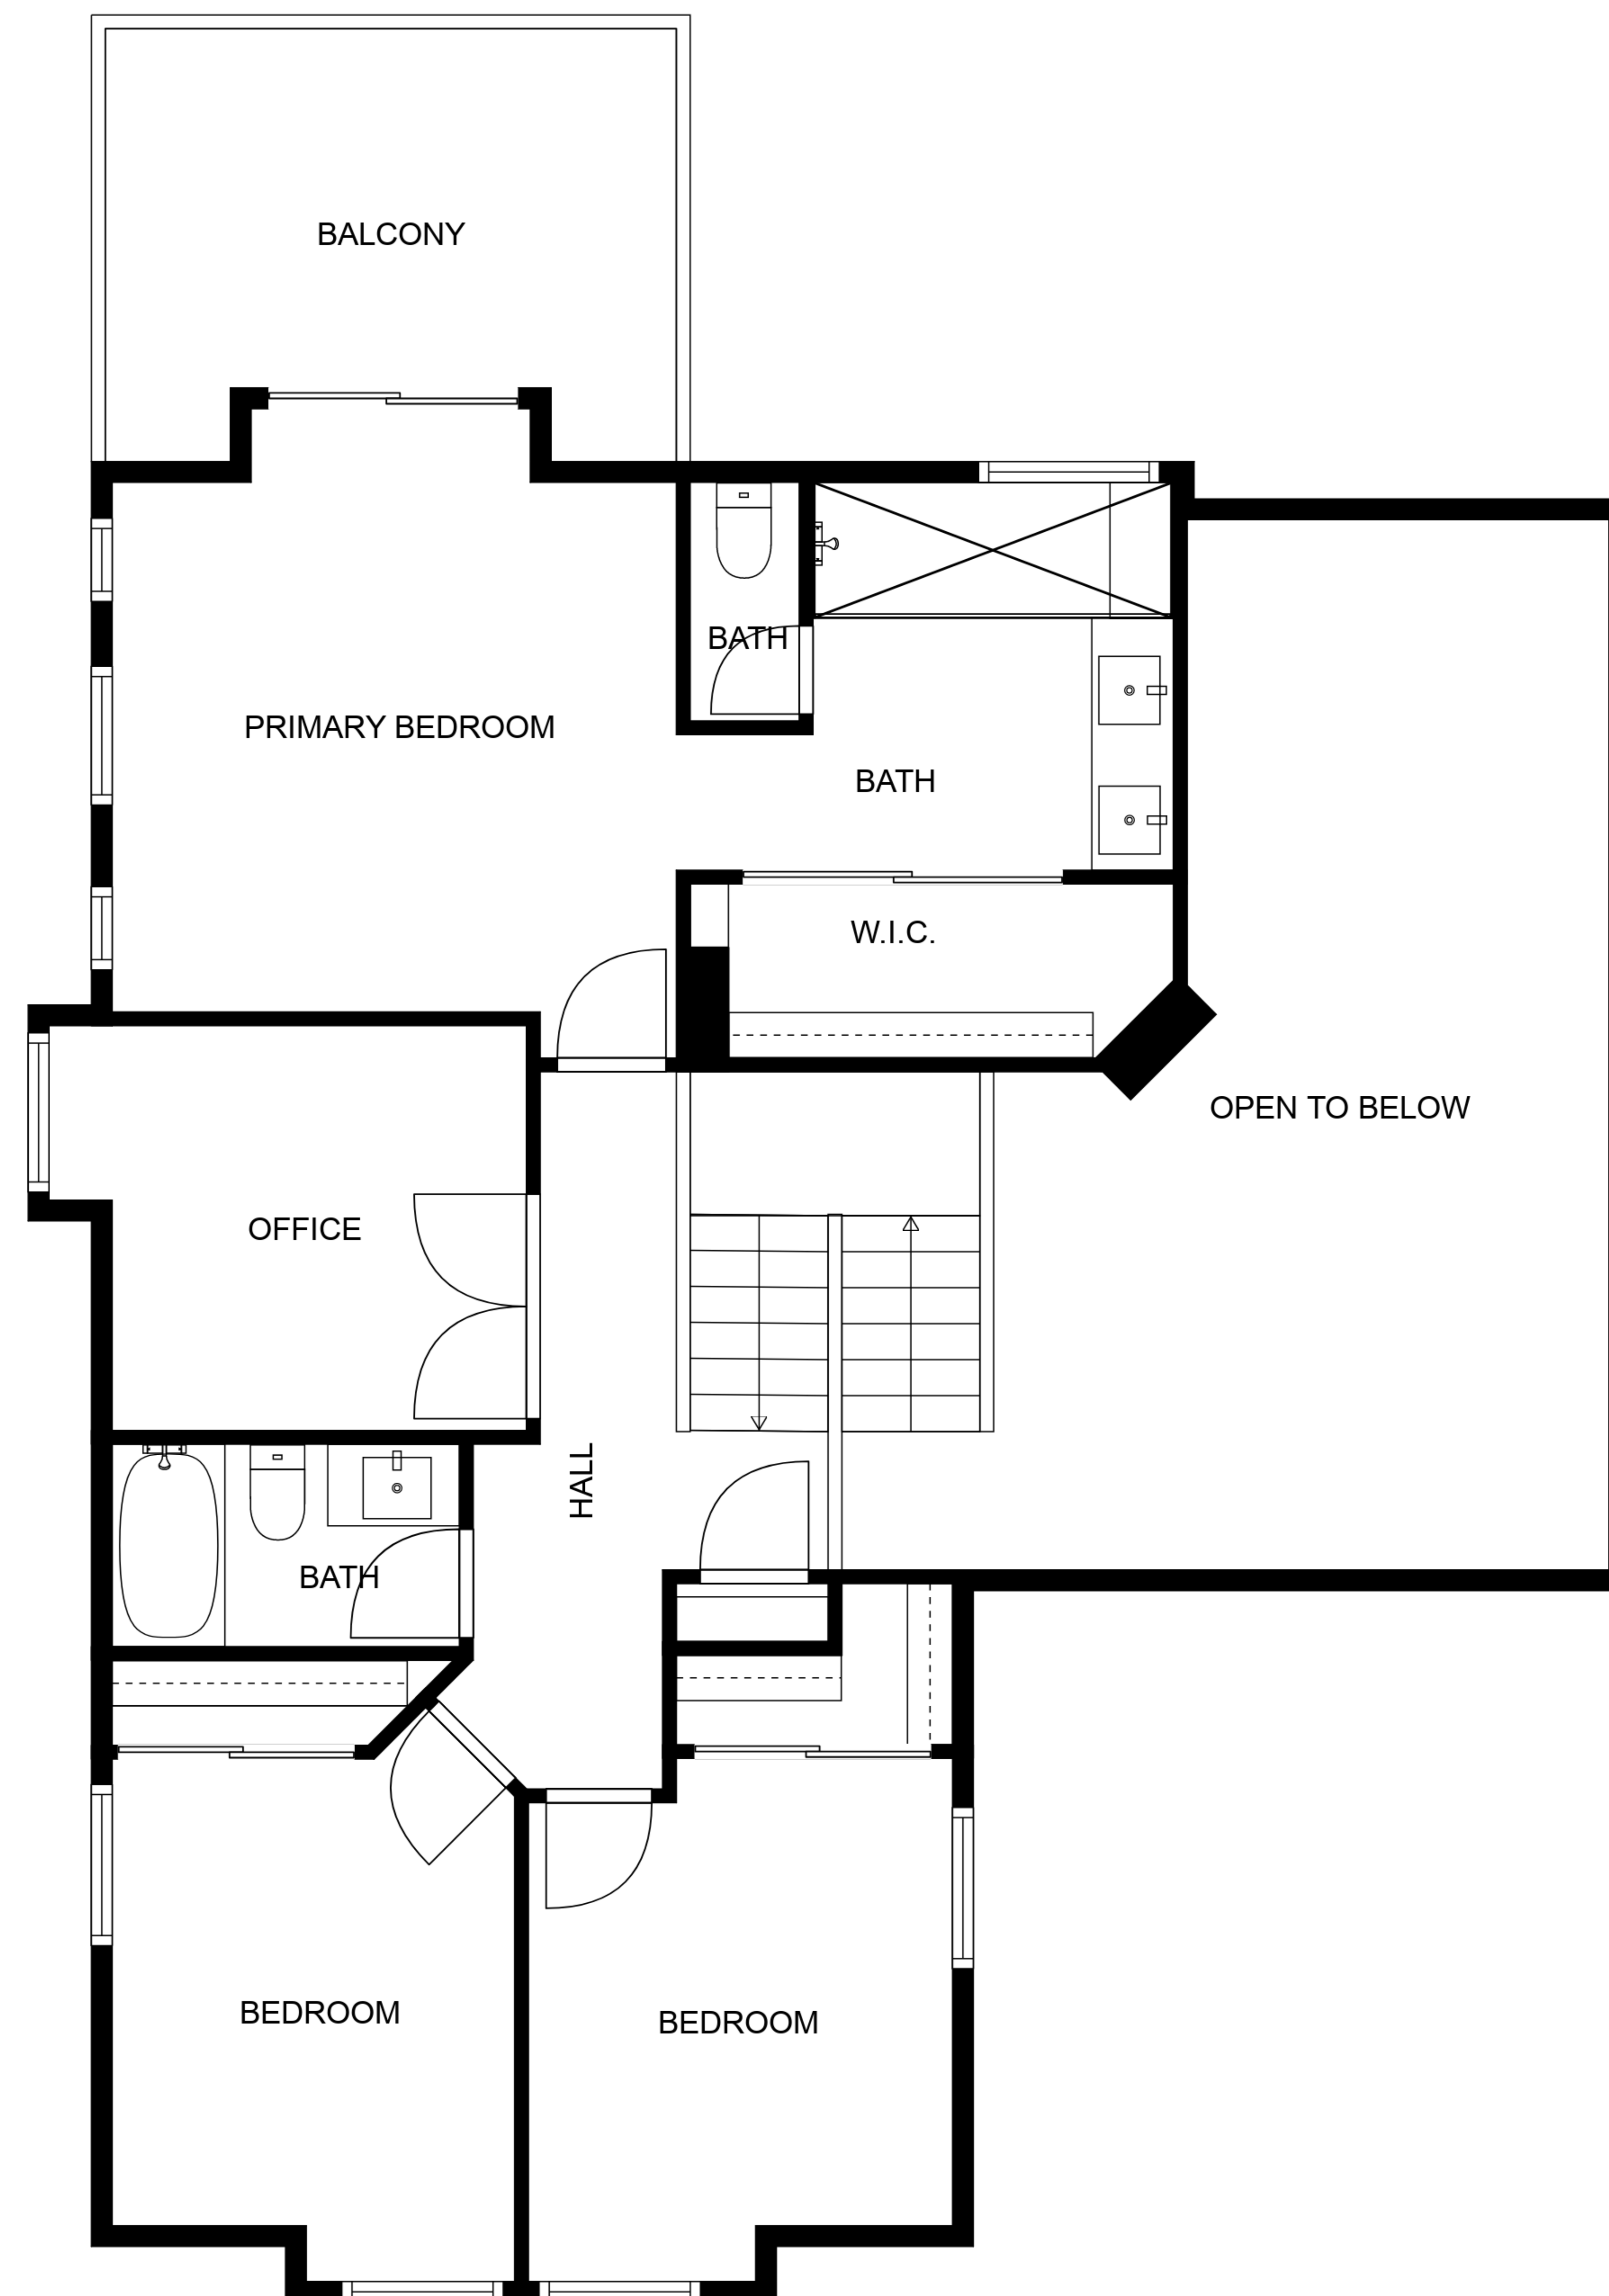 BALCONY
BATH
PRIMARY BEDROOM
BATH
W.I.C.
OPEN TO BELOW
OFFICE
HALL
BATH
BEDROOM
BEDROOM